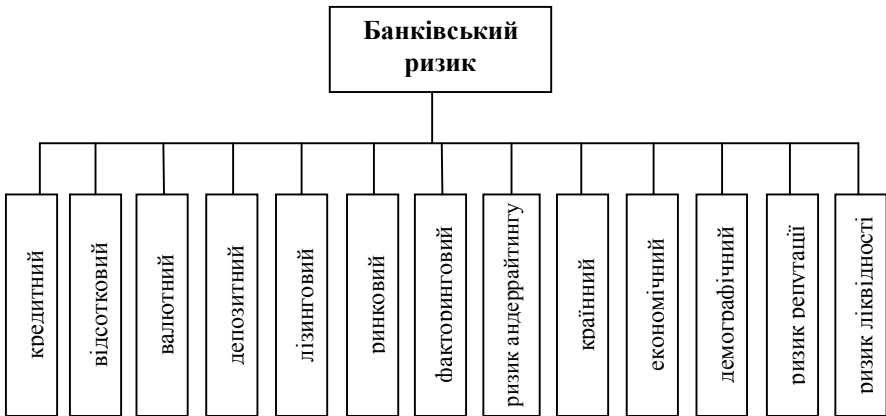 Банківський
ризик
кредитний
відсотковий
валютний
депозитний
лізинговий
ринковий
факторинговий
ризик андеррайтингу
країнний
економічний
демографічний
ризик репутації
ризик ліквідності